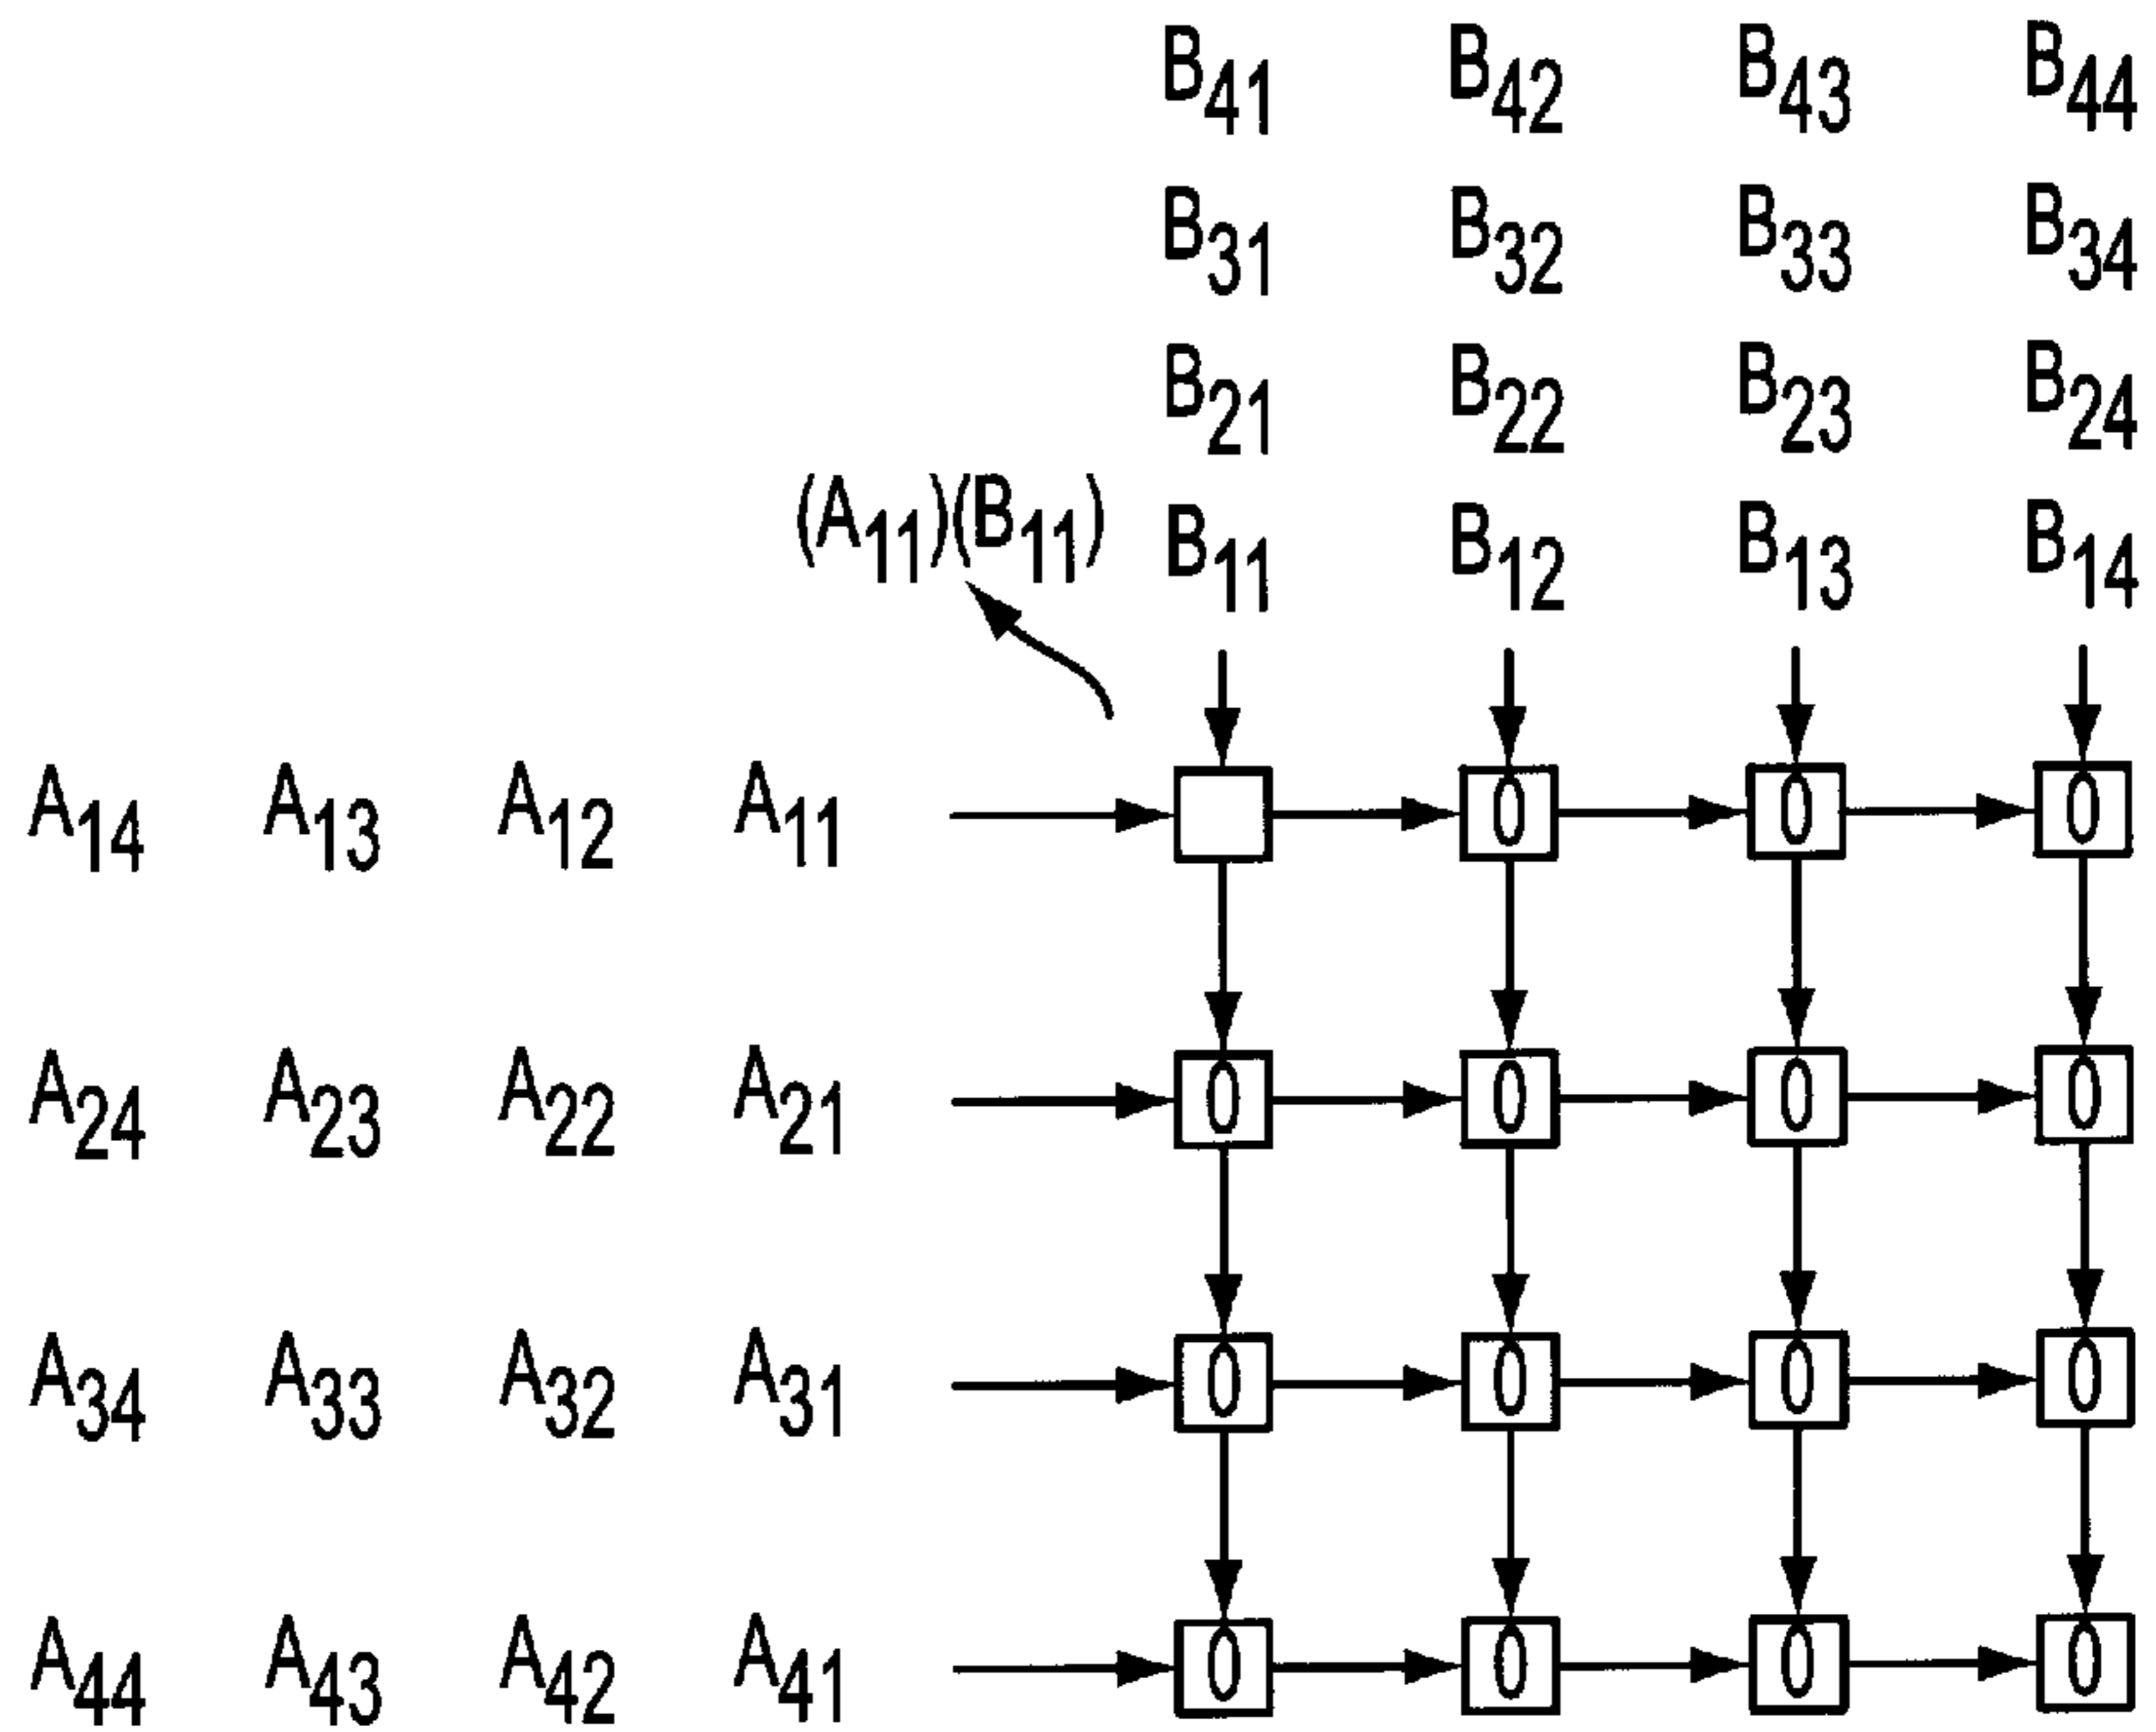 B41 B42 B43 B44
B31 B32 B33 B34
B21 B22 B23 B24
(A11)(B11) B11 B12 B13 B14
A14 A13 A12 A11 0 0 0
A24 A23 A22 A21 0 0 0 0
A34 A33 A32 A31 0 0 0 0
A44 A43 A42 A41 0 0 0 0